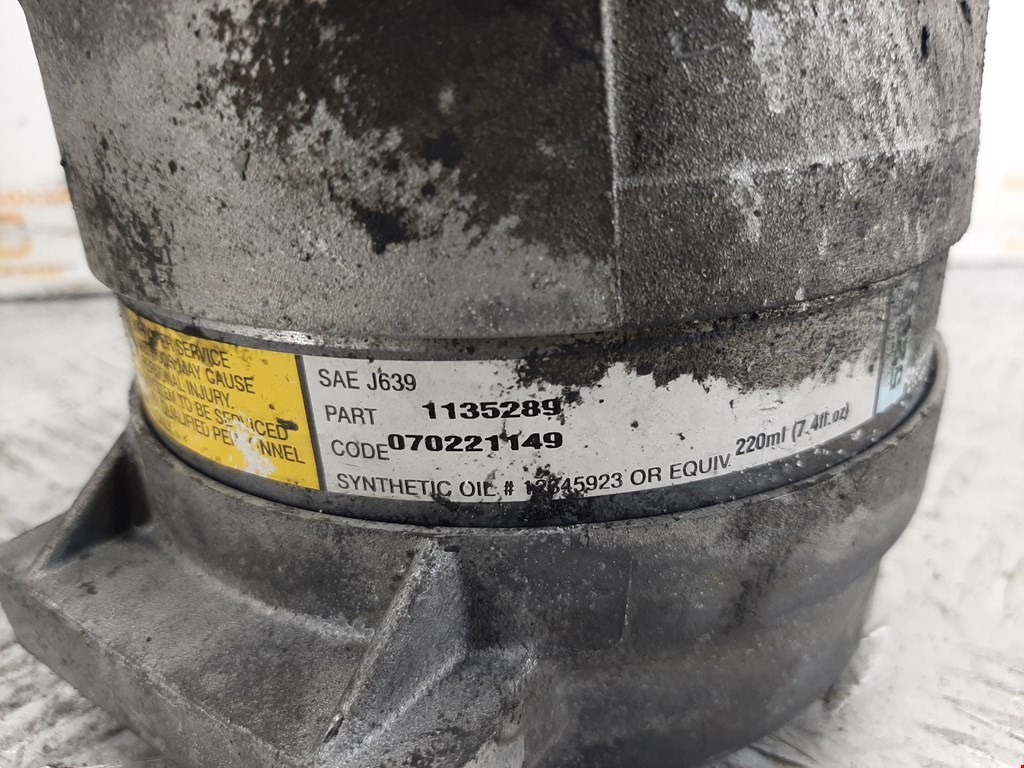 SERVICE
MAY CAUSE
INJURY.
TO BE SERVICED
QUALIFIED PERSONNEL
SAE J639
PART 1135289
CODE 070221149
SYNTHETIC OIL # 12345923 OR EQUIV. 220ml (7.4fl.oz)